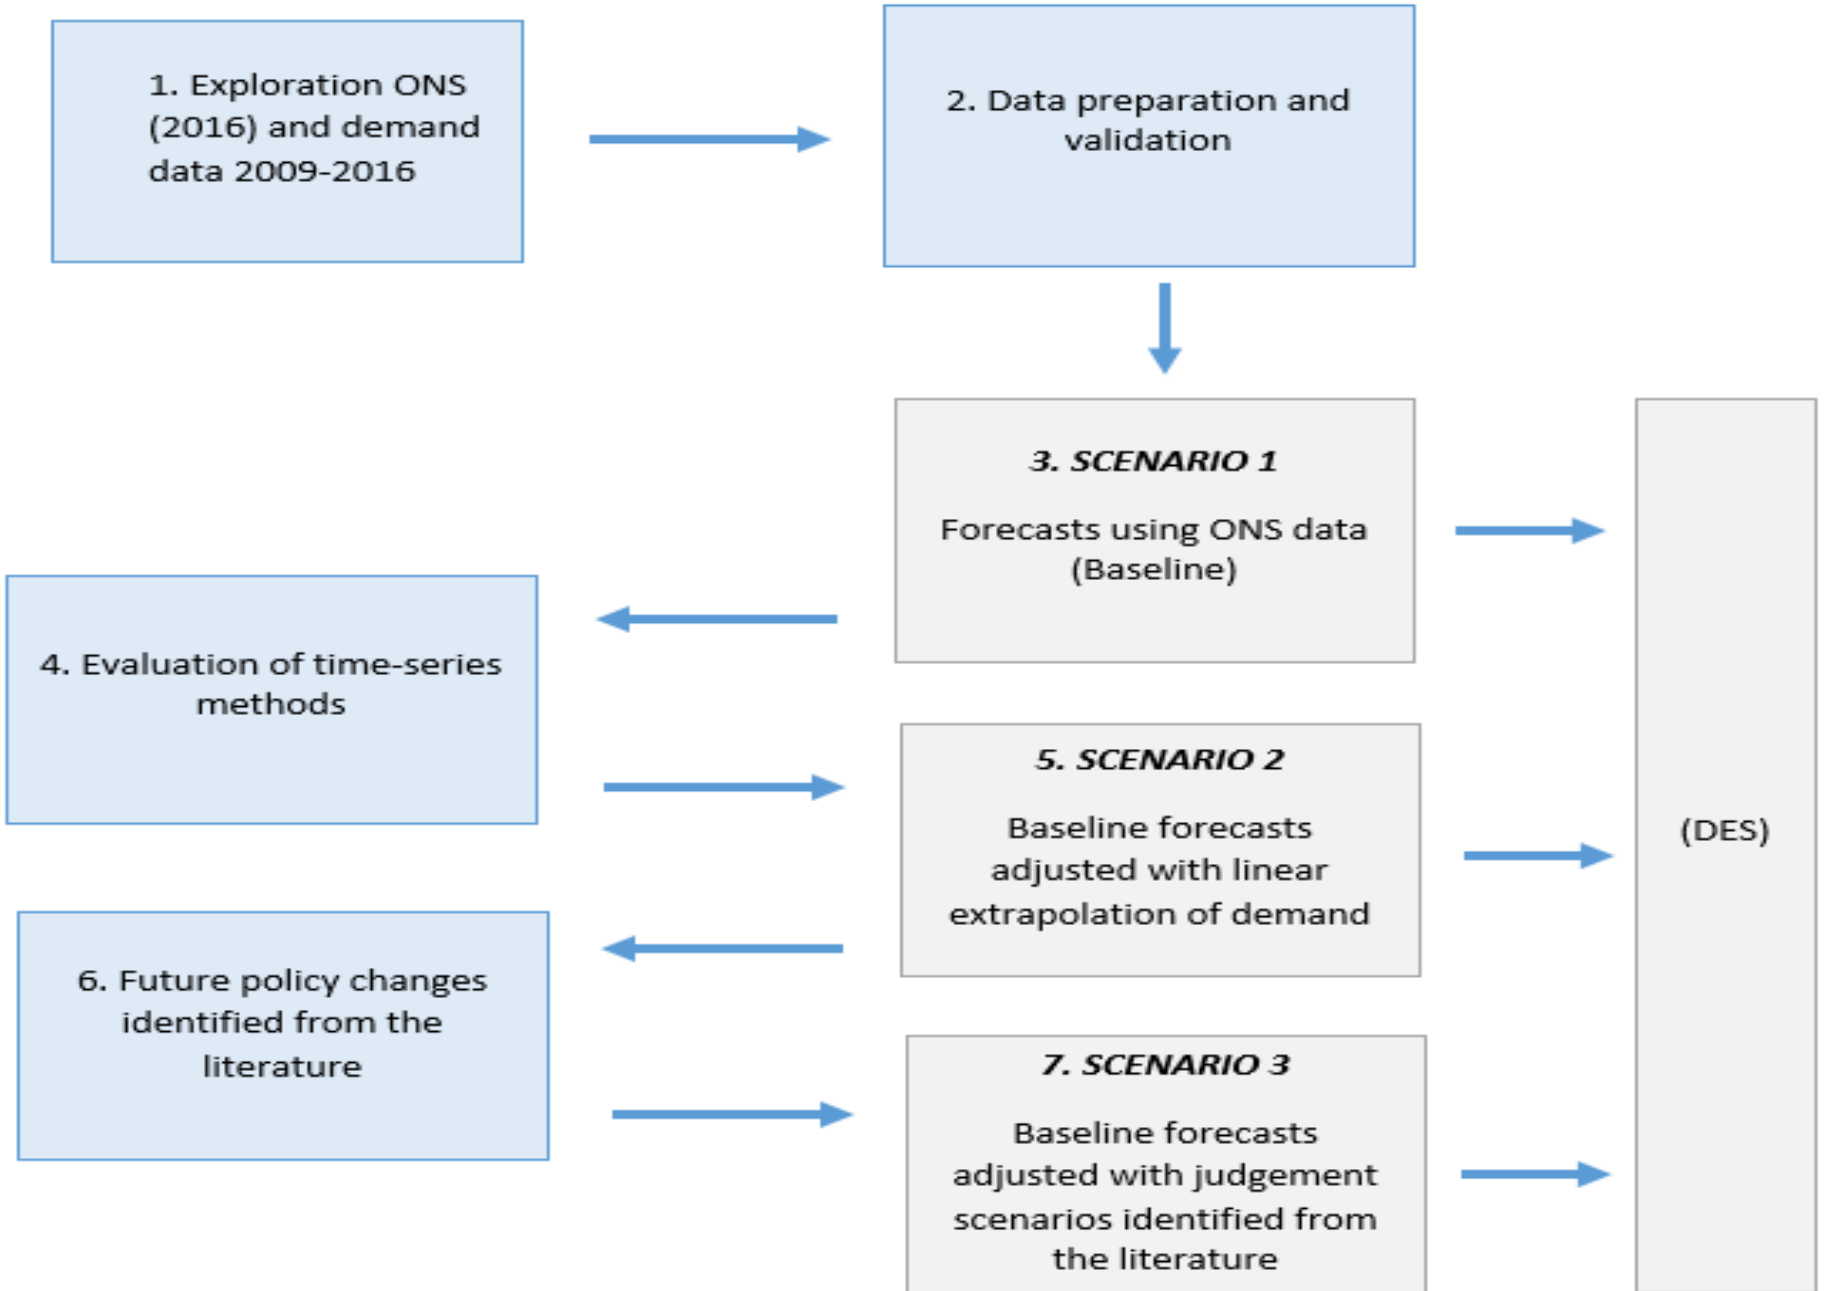 1. Exploration ONS
(2016) and demand
data 2009-2016
2. Data preparation and
validation
3. SCENARIO 1
Forecasts using ONS data
(Baseline)
4. Evaluation of time-series
methods
5. SCENARIO 2
Baseline forecasts
adjusted with linear
extrapolation of demand
(DES)
6. Future policy changes
identified from the
literature
7. SCENARIO 3
Baseline forecasts
adjusted with judgement
scenarios identified from
the literature